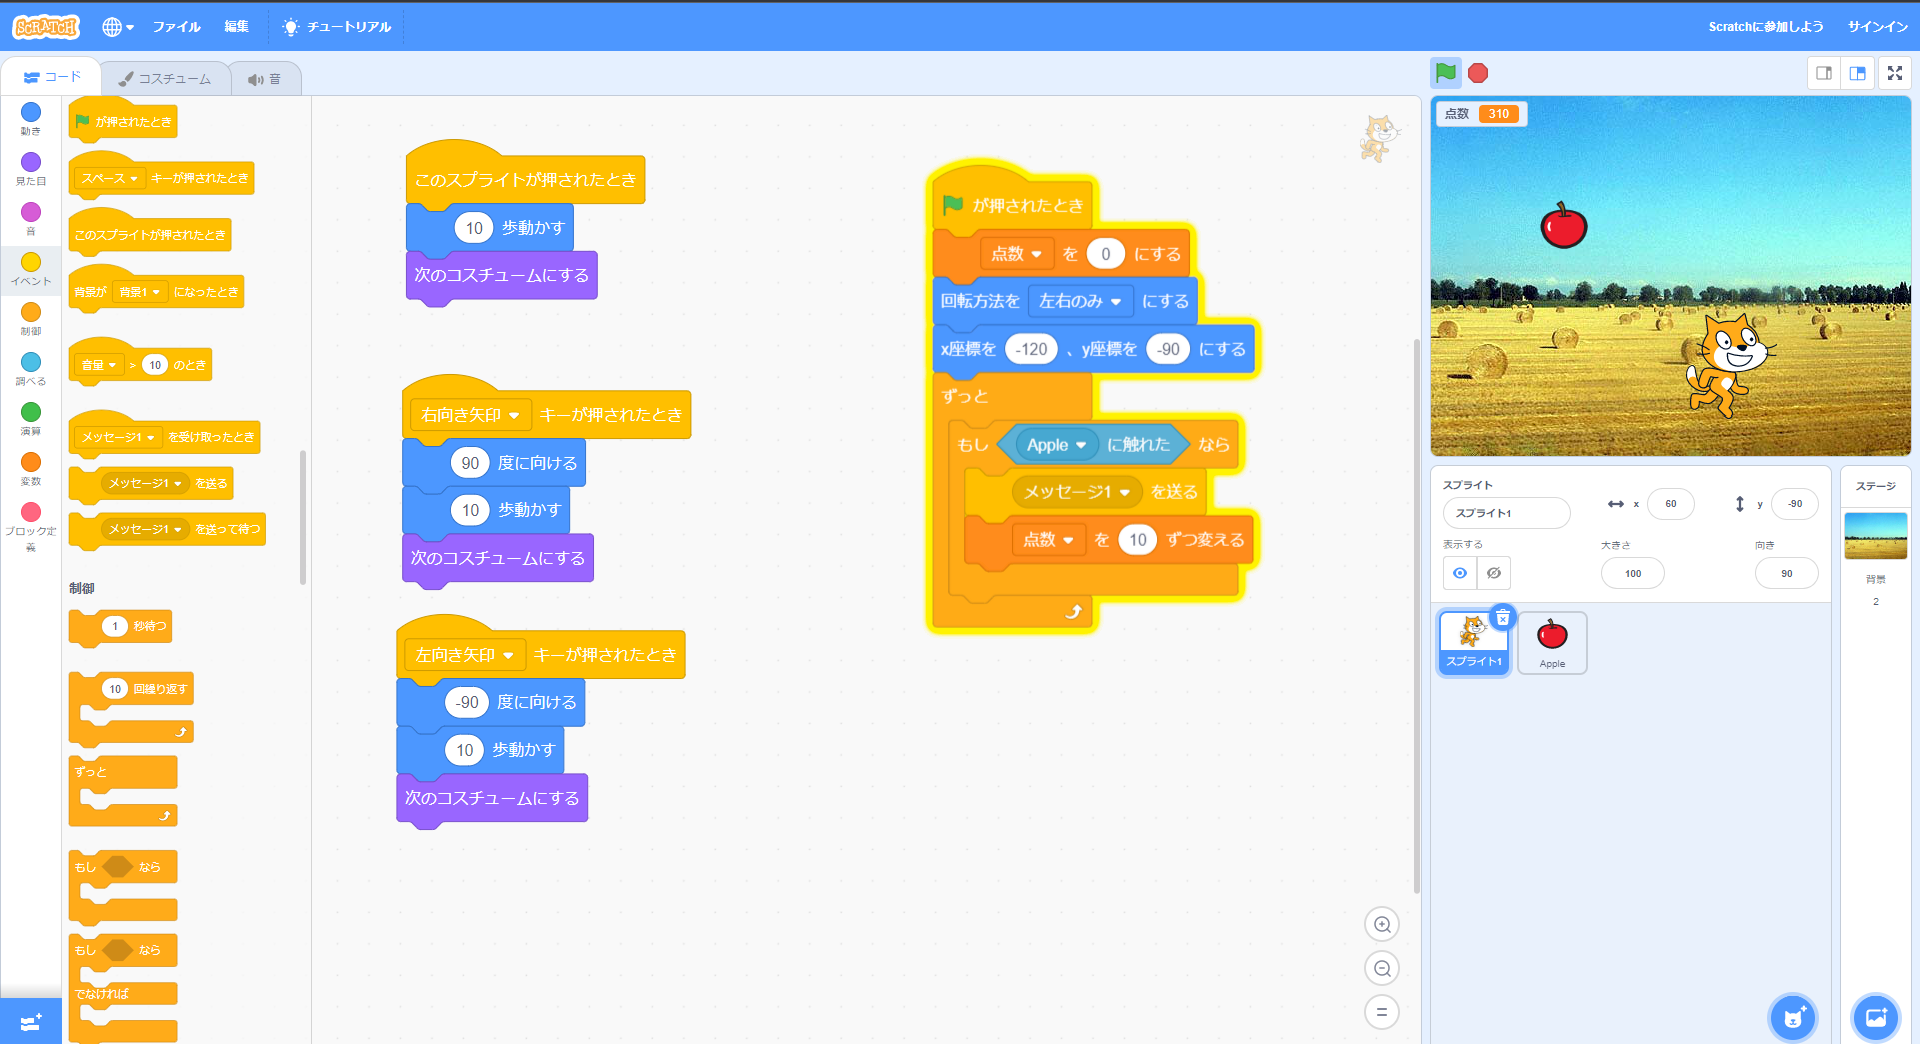 SCRATCH
ファイル
編集
チュートリアル
Scratchに参加しよう
サインイン
コード
コスチューム
音
動き
見た目
音
イベント
制御
調べる
演算
変数
ブロック定
義
が押されたとき
スペース キーが押されたとき
このスプライトが押されたとき
背景が 背景1 になったとき
音量 > 10 のとき
メッセージ1 を受け取ったとき
メッセージ1 を送る
メッセージ1 を送って待つ
制御
1 秒待つ
10 回繰り返す
ずっと
もし なら
もし なら
でなければ
このスプライトが押されたとき
10 歩動かす
次のコスチュームにする
右向き矢印 キーが押されたとき
90 度に向ける
10 歩動かす
次のコスチュームにする
左向き矢印 キーが押されたとき
-90 度に向ける
10 歩動かす
次のコスチュームにする
が押されたとき
点数 を 0 にする
回転方法を 左右のみ にする
x座標を -120 、y座標を -90 にする
ずっと
もし Apple に触れた なら
メッセージ1 を送る
点数 を 10 ずつ変える
点数 310
スプライト
スプライト1
x 60
y -90
表示する
大きさ
100
向き
90
スプライト1
Apple
ステージ
背景
2